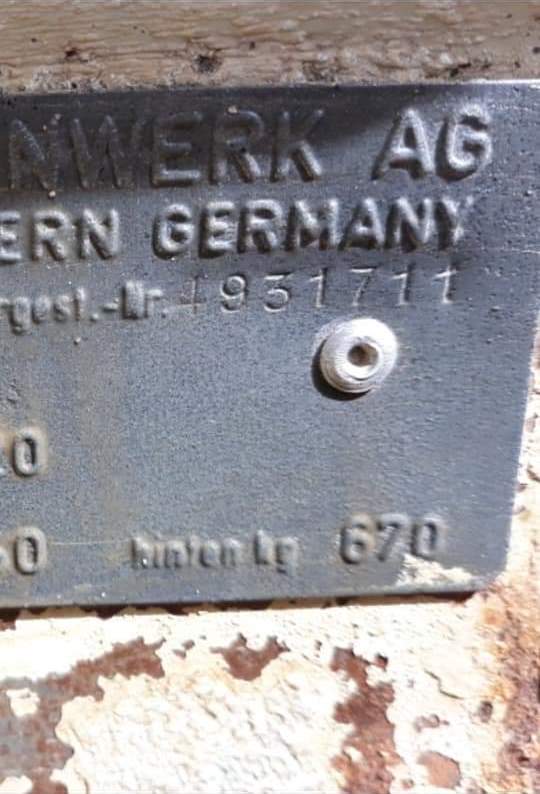 NWERK AG
ERN GERMANY
rgest.-Nr. 4931711
0
0 hinten kg 670